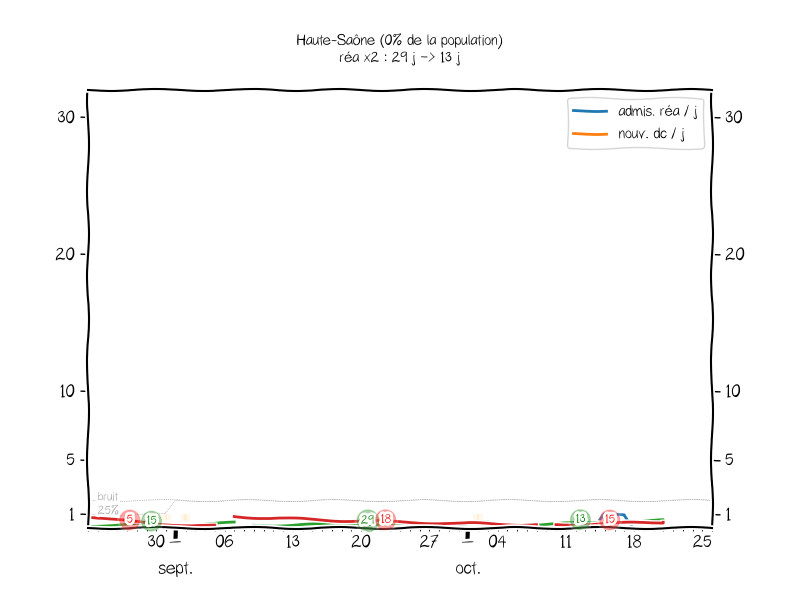 Haute-Saône (0% de la population)
réa x2 : 29 j -> 13 j
admis. réa / j
nouv. dc / j
30 30
20 20
10 10
5 5
bruit
25%
1 1
5 15 29 18 13 15
30 06 13 20 27 04 11 18 25
sept. oct.